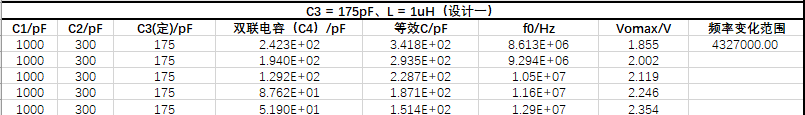 C3 = 175pF、L = 1uH（设计一）
C1/pF C2/pF C3(定)/pF 双联电容（C4）/pF 等效C/pF f0/Hz Vomax/V 频率变化范围
1000 300 175 2.423E+02 3.418E+02 8.613E+06 1.855 4327000.00
1000 300 175 1.940E+02 2.935E+02 9.294E+06 2.002
1000 300 175 1.292E+02 2.287E+02 1.05E+07 2.119
1000 300 175 8.762E+01 1.871E+02 1.16E+07 2.246
1000 300 175 5.190E+01 1.514E+02 1.29E+07 2.354